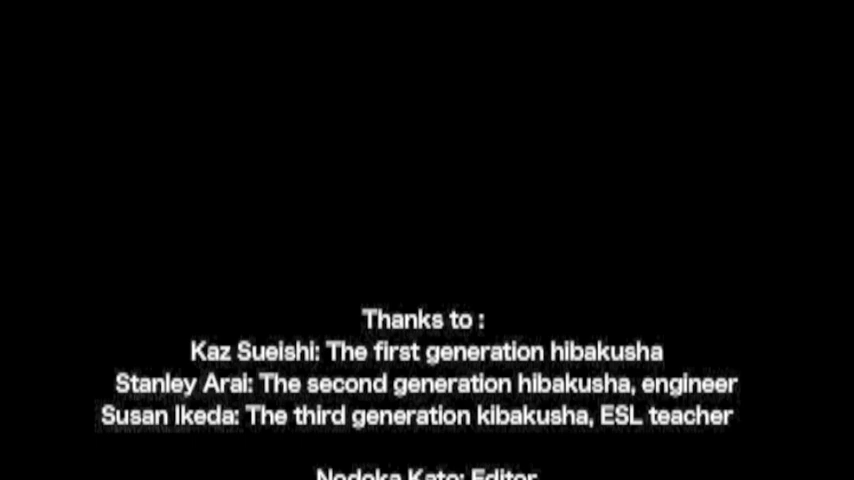 Thanks to :
Kaz Sueishi: The first generation hibakusha
Stanley Arai: The second generation hibakusha, engineer
Susan Ikeda: The third generation kibakusha, ESL teacher
Nodoka Kato: Editor